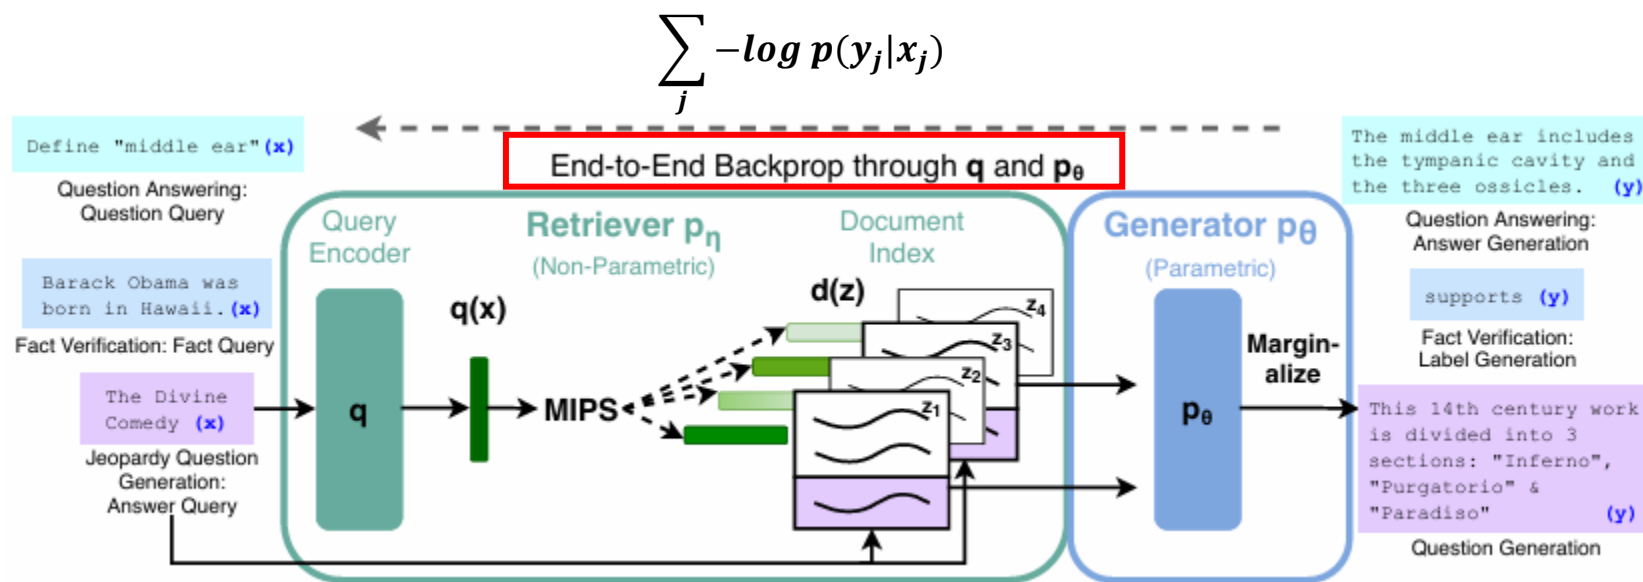 ∑ −log p(y_j|x_j)
j
Define "middle ear" (x)
Question Answering:
Question Query
Barack Obama was
born in Hawaii. (x)
Fact Verification: Fact Query
The Divine
Comedy (x)
Jeopardy Question
Generation:
Answer Query
End-to-End Backprop through q and p_θ
Query
Encoder
q
q(x)
Retriever p_η
(Non-Parametric)
MIPS
Document
Index
d(z)
z_4
z_3
z_2
z_1
Generator p_θ
(Parametric)
p_θ
Margin-
alize
The middle ear includes
the tympanic cavity and
the three ossicles. (y)
Question Answering:
Answer Generation
supports (y)
Fact Verification:
Label Generation
This 14th century work
is divided into 3
sections: "Inferno",
"Purgatorio" &
"Paradiso" (y)
Question Generation